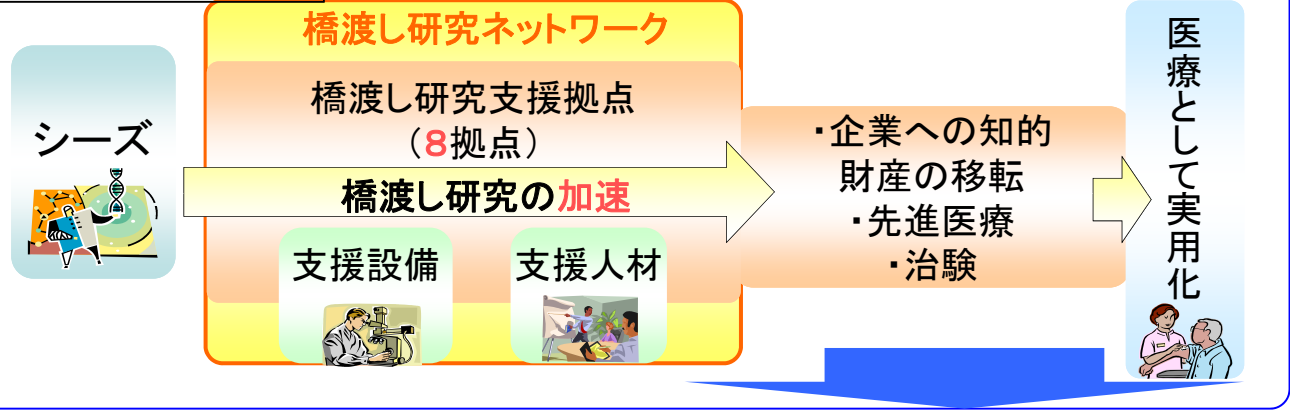 シーズ
橋渡し研究ネットワーク
橋渡し研究支援拠点
（８拠点）
橋渡し研究の加速
支援設備
支援人材
・企業への知的
財産の移転
・先進医療
・治験
医療として実用化